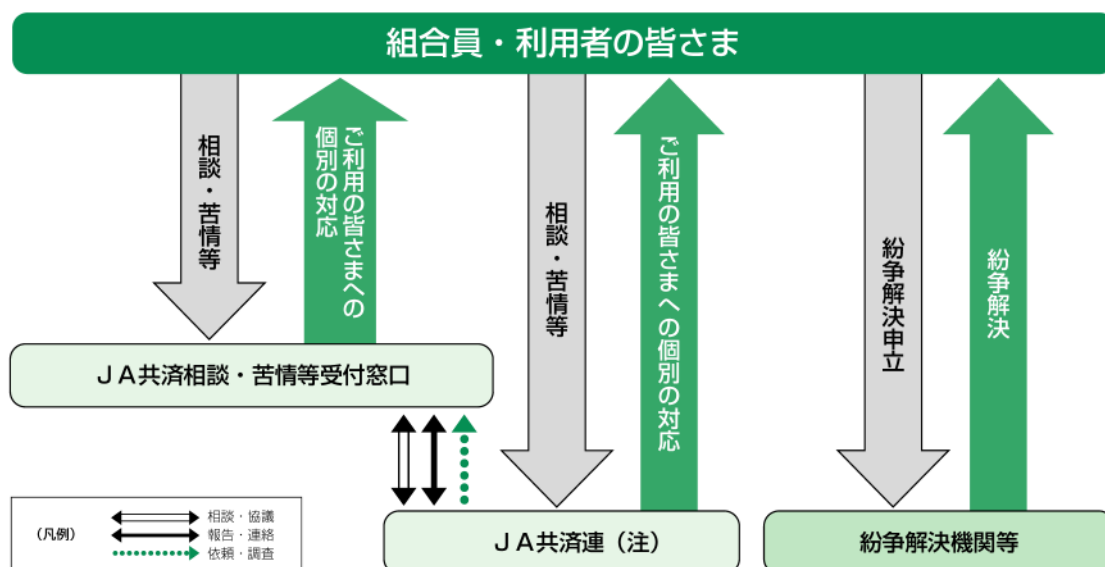 組合員・利用者の皆さま
相談・苦情等
ご利用の皆さまへの
個別の対応
相談・苦情等
ご利用の皆さまへの個別の対応
紛争解決申立
紛争解決
ＪＡ共済相談・苦情等受付窓口
（凡例）
相談・協議
報告・連絡
依頼・調査
ＪＡ共済連（注）
紛争解決機関等